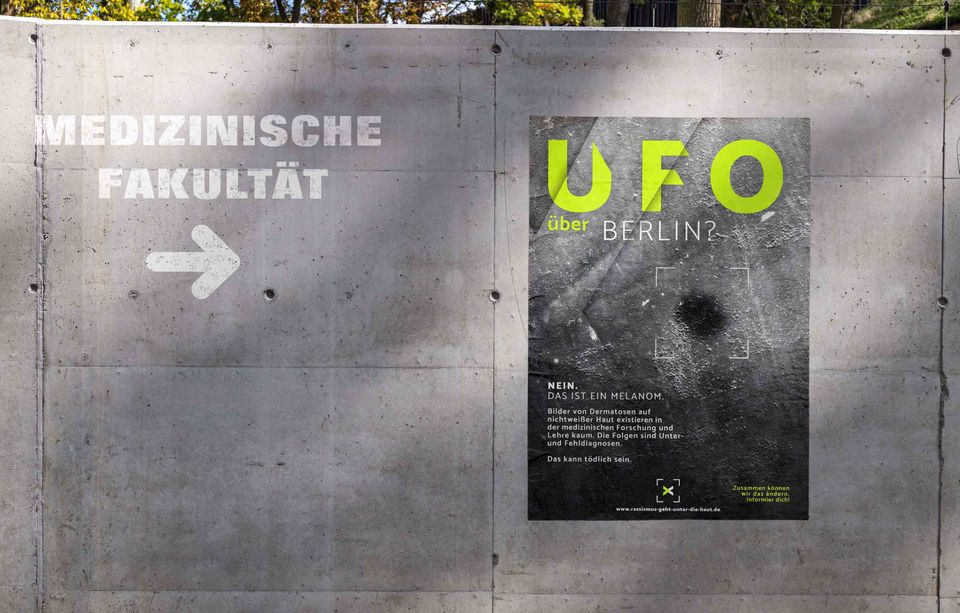 MEDIZINISCHE
FAKULTÄT
UFO
über BERLIN?
NEIN.
DAS IST EIN MELANOM.
Bilder von Dermatosen auf
nichtweißer Haut existieren in
der medizinischen Forschung und
Lehre kaum. Die Folgen sind Unter-
und Fehldiagnosen.
Das kann tödlich sein.
Zusammen können
wir das ändern.
Informier dich!
www.rassismus-geht-unter-die-haut.de